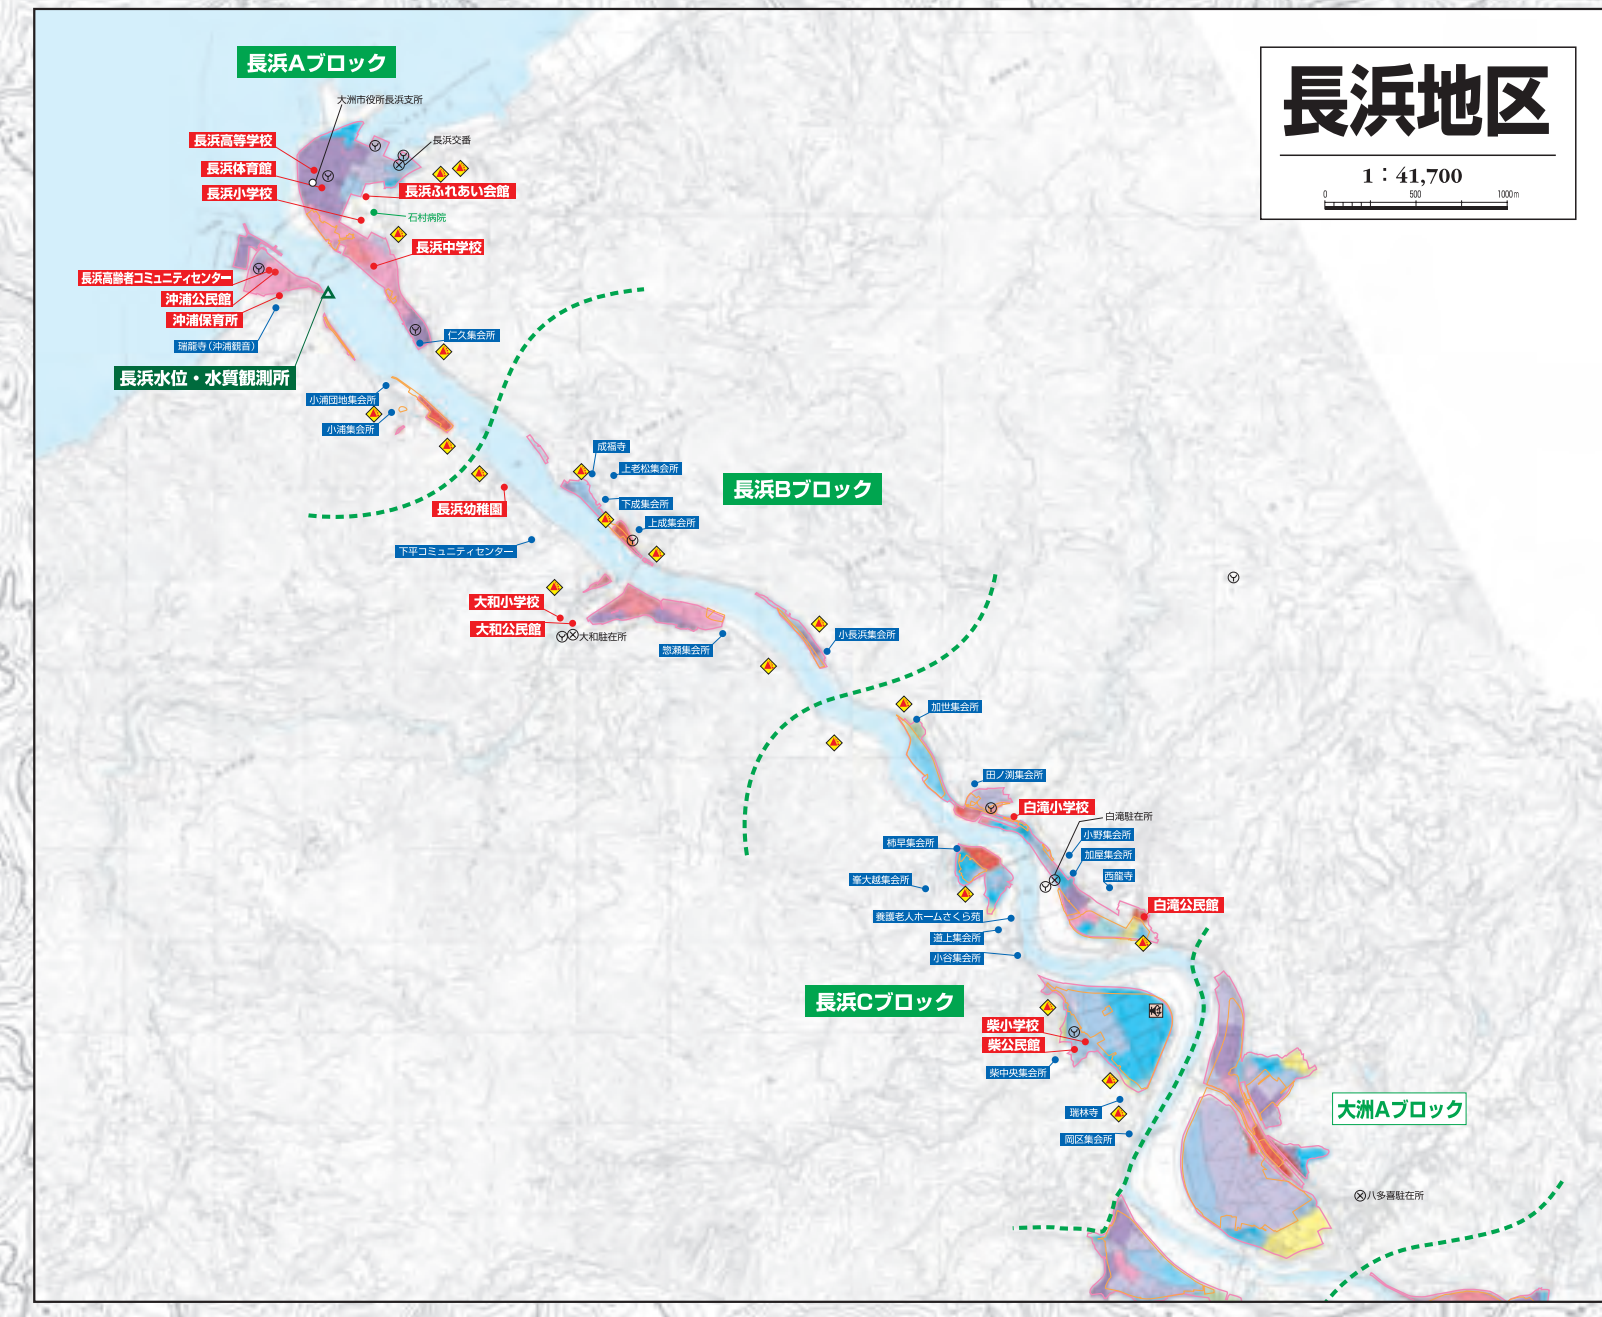 長浜地区
1：41,700
0 500 1000m
長浜Aブロック
大洲市役所長浜支所
長浜高等学校
長浜交番
長浜体育館
長浜小学校
長浜ふれあい会館
石村病院
長浜中学校
長浜高齢者コミュニティセンター
沖浦公民館
沖浦保育所
瑞龍寺(沖浦観音)
仁久集会所
長浜水位・水質観測所
小浦団地集会所
小浦集会所
成福寺
上老松集会所
長浜Bブロック
下成集会所
長浜幼稚園
上成集会所
下平コミュニティセンター
大和小学校
大和公民館
大和駐在所
惣瀬集会所
小長浜集会所
加世集会所
田ノ渕集会所
白滝小学校
白滝駐在所
小野集会所
柿早集会所
加屋集会所
西龍寺
峯大越集会所
白滝公民館
養護老人ホームさくら苑
道上集会所
小谷集会所
長浜Cブロック
柴小学校
柴公民館
柴中央集会所
瑞林寺
岡区集会所
大洲Aブロック
八多喜駐在所